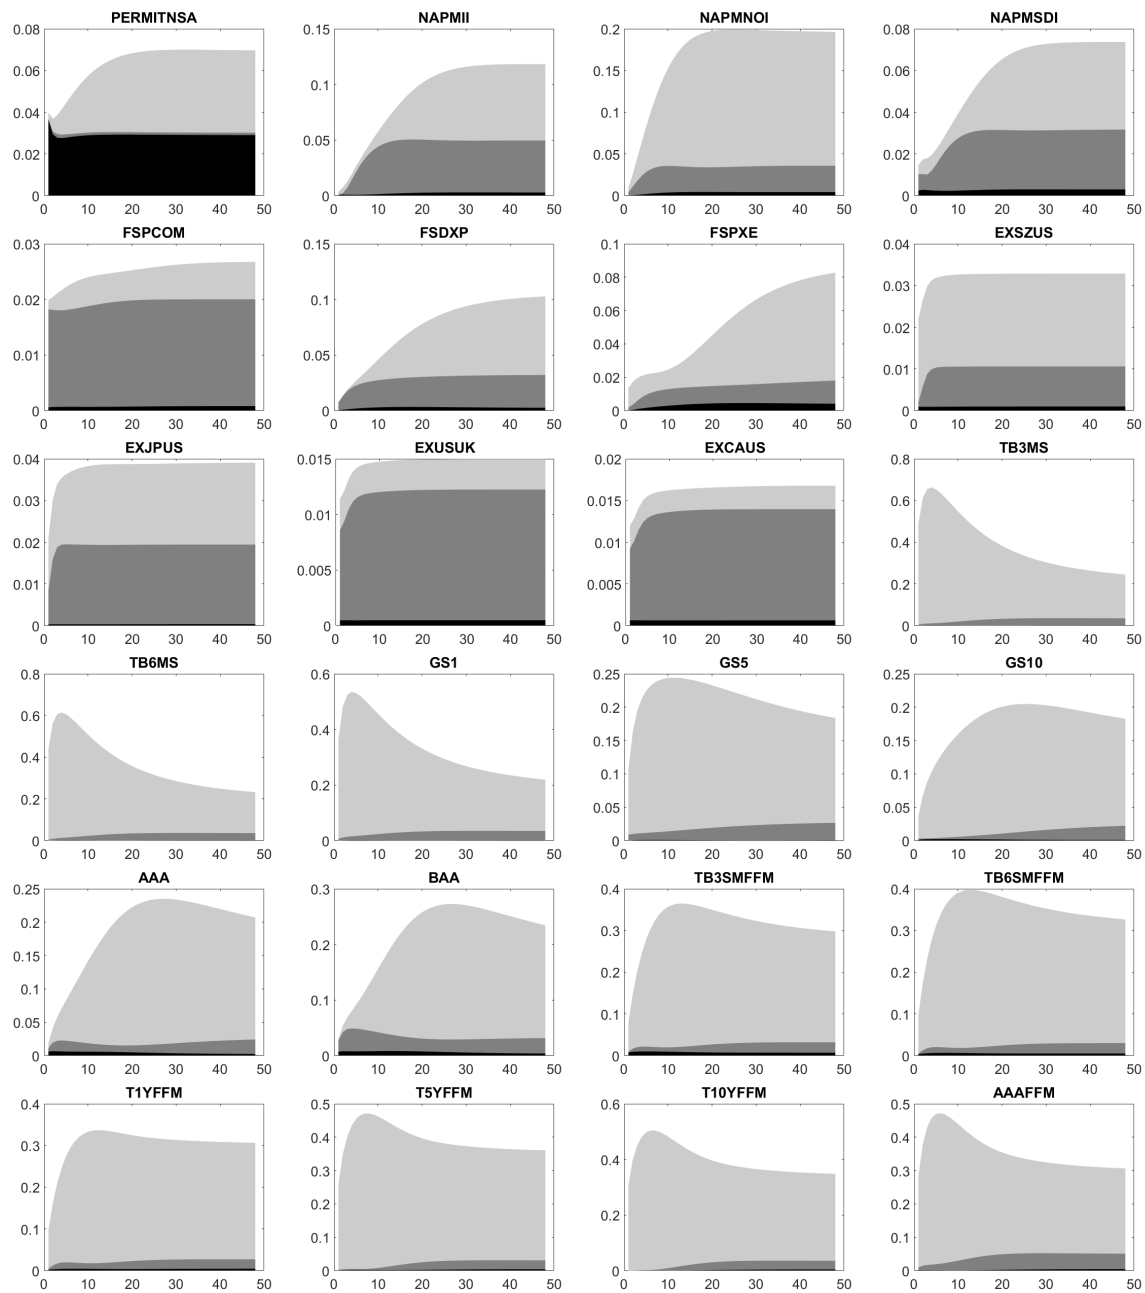 PERMITNSA NAPMII NAPMNOI NAPMSDI
0.08 0.15 0.2 0.08
0.06 0.1 0.15 0.06
0.04 0.1 0.04
0.02 0.05 0.05 0.02
0 0 0 0
0 10 20 30 40 50 0 10 20 30 40 50 0 10 20 30 40 50 0 10 20 30 40 50
FSPCOM FSDXP FSPXE EXSZUS
0.03 0.15 0.1 0.04
0.08 0.03
0.02 0.1 0.06 0.02
0.01 0.05 0.04 0.01
0.02
0 0 0 0
0 10 20 30 40 50 0 10 20 30 40 50 0 10 20 30 40 50 0 10 20 30 40 50
EXJPUS EXUSUK EXCAUS TB3MS
0.04 0.015 0.02 0.8
0.03 0.01 0.015 0.6
0.02 0.01 0.4
0.01 0.005 0.005 0.2
0 0 0 0
0 10 20 30 40 50 0 10 20 30 40 50 0 10 20 30 40 50 0 10 20 30 40 50
TB6MS GS1 GS5 GS10
0.8 0.6 0.25 0.25
0.6 0.4 0.2 0.2
0.4 0.15 0.15
0.2 0.2 0.1 0.1
0.05 0.05
0 0 0 0
0 10 20 30 40 50 0 10 20 30 40 50 0 10 20 30 40 50 0 10 20 30 40 50
AAA BAA TB3SMFFM TB6SMFFM
0.25 0.3 0.4 0.4
0.2 0.2 0.3 0.3
0.15 0.2 0.2
0.1 0.1 0.1 0.1
0.05
0 0 0 0
0 10 20 30 40 50 0 10 20 30 40 50 0 10 20 30 40 50 0 10 20 30 40 50
T1YFFM T5YFFM T10YFFM AAAFFM
0.4 0.5 0.6 0.5
0.3 0.4 0.4 0.4
0.2 0.3 0.3
0.1 0.2 0.2 0.2
0.1 0.1
0 0 0 0
0 10 20 30 40 50 0 10 20 30 40 50 0 10 20 30 40 50 0 10 20 30 40 50